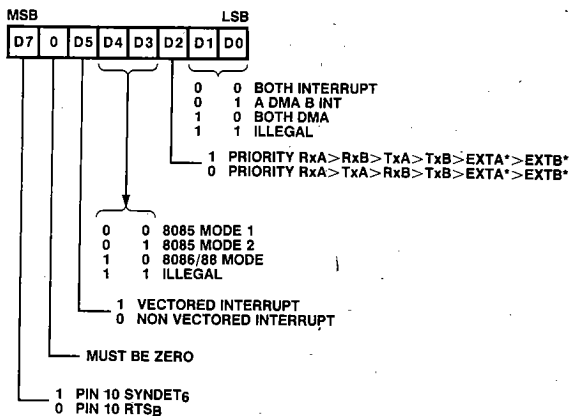 MSB LSB
D7 0 D5 D4 D3 D2 D1 D0
0 0 BOTH INTERRUPT
0 1 A DMA B INT
1 0 BOTH DMA
1 1 ILLEGAL
1 PRIORITY RxA>RxB>TxA>TxB>EXTA*>EXTB*
0 PRIORITY RxA>TxA>RxB>TxB>EXTA*>EXTB*
0 0 8085 MODE 1
0 1 8085 MODE 2
1 0 8086/88 MODE
1 1 ILLEGAL
1 VECTORED INTERRUPT
0 NON VECTORED INTERRUPT
MUST BE ZERO
1 PIN 10 SYNDET6
0 PIN 10 RTSB